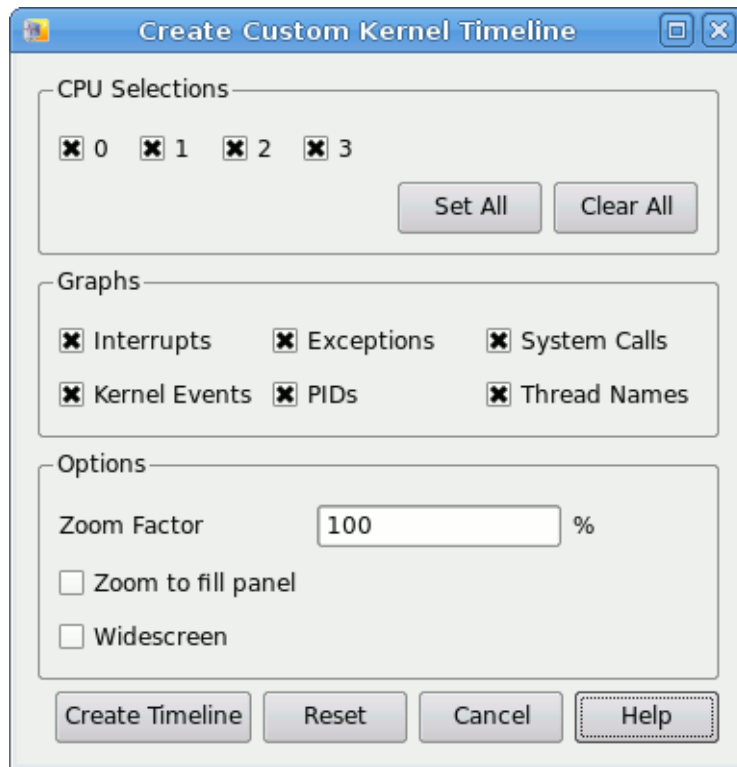 Create Custom Kernel Timeline
CPU Selections
0 1 2 3
Set All Clear All
Graphs
Interrupts Exceptions System Calls
Kernel Events PIDs Thread Names
Options
Zoom Factor 100 %
Zoom to fill panel
Widescreen
Create Timeline Reset Cancel Help